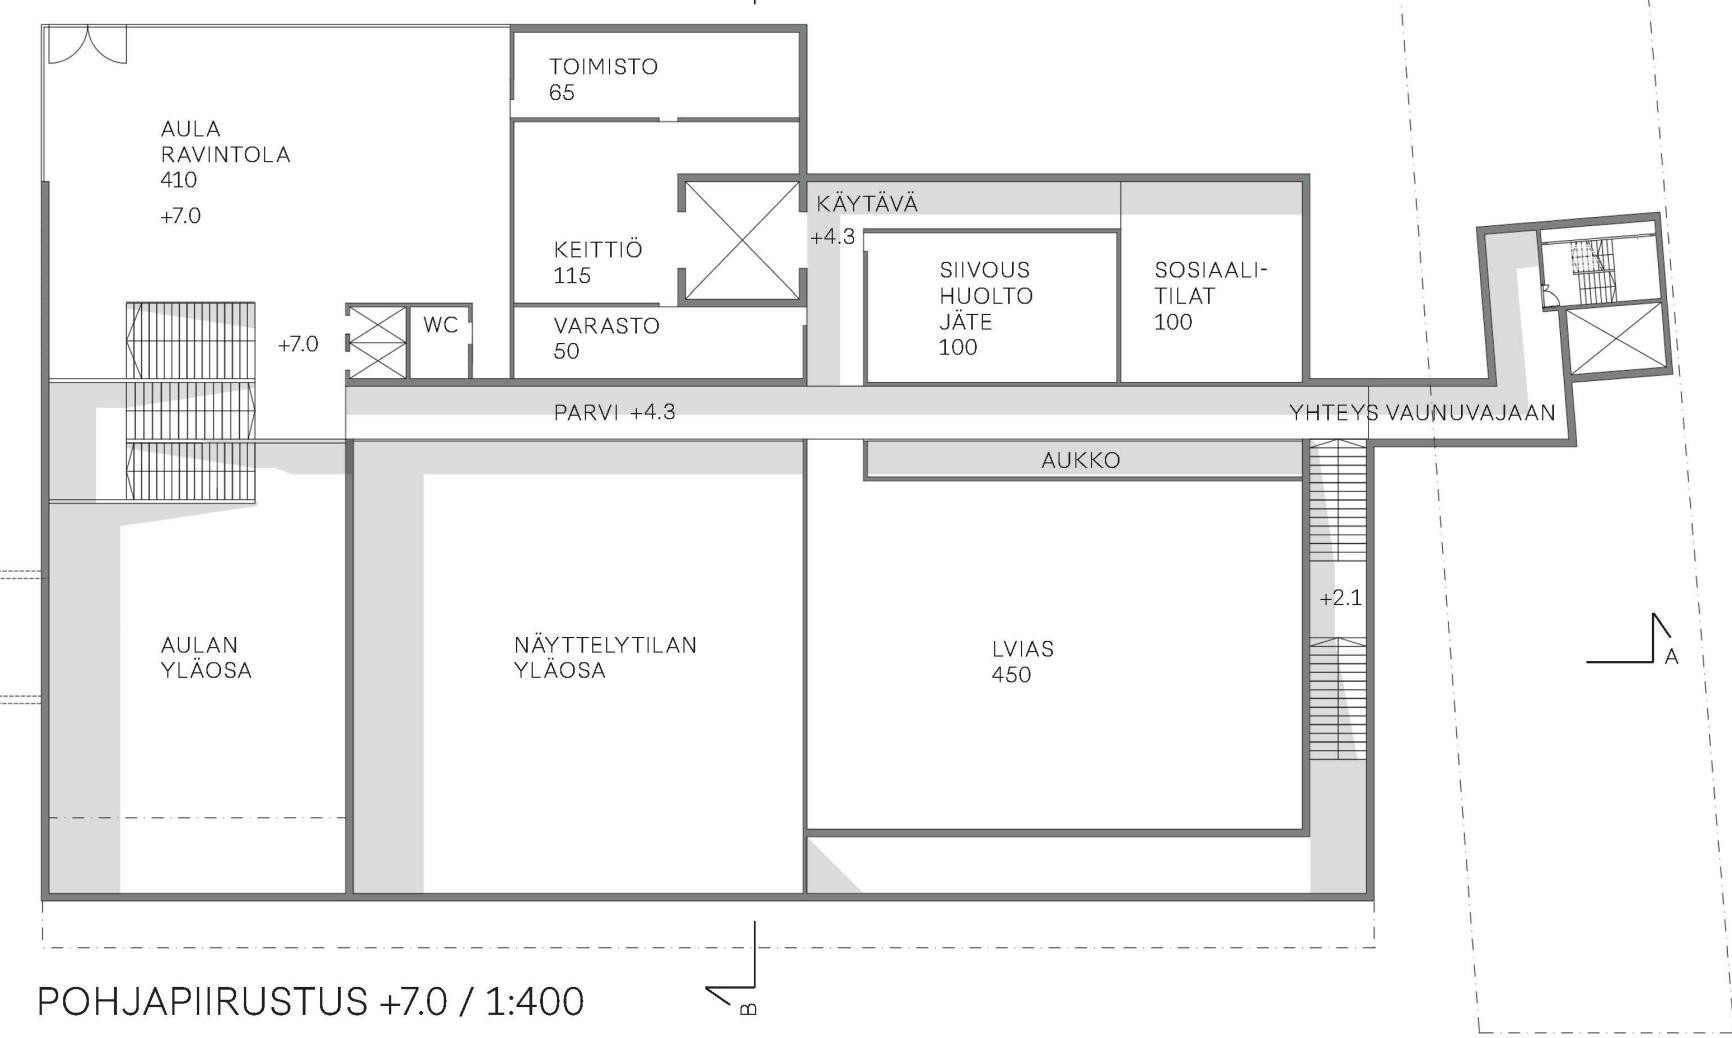 TOIMISTO
65
AULA
RAVINTOLA
410
+7.0
KÄYTÄVÄ
+4.3
KEITTIÖ
115
SIIVOUS
HUOLTO
JÄTE
100
SOSIAALI-
TILAT
100
+7.0
WC
VARASTO
50
PARVI +4.3
YHTEYS VAUNUVAJAAN
AUKKO
+2.1
AULAN
YLÄOSA
NÄYTTELYTILAN
YLÄOSA
LVIAS
450
A
POHJAPIIRUSTUS +7.0 / 1:400
B